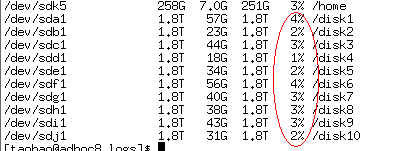 /dev/sdk5 258G 7.0G 251G 3% /home
/dev/sda1 1.8T 57G 1.8T 4% /disk1
/dev/sdb1 1.8T 23G 1.8T 2% /disk2
/dev/sdc1 1.8T 44G 1.8T 3% /disk3
/dev/sdd1 1.8T 18G 1.8T 1% /disk4
/dev/sde1 1.8T 34G 1.8T 2% /disk5
/dev/sdf1 1.8T 56G 1.8T 4% /disk6
/dev/sdg1 1.8T 40G 1.8T 3% /disk7
/dev/sdh1 1.8T 38G 1.8T 3% /disk8
/dev/sdi1 1.8T 43G 1.8T 3% /disk9
/dev/sdj1 1.8T 31G 1.8T 2% /disk10
[taobao@adhoc8 logs]$